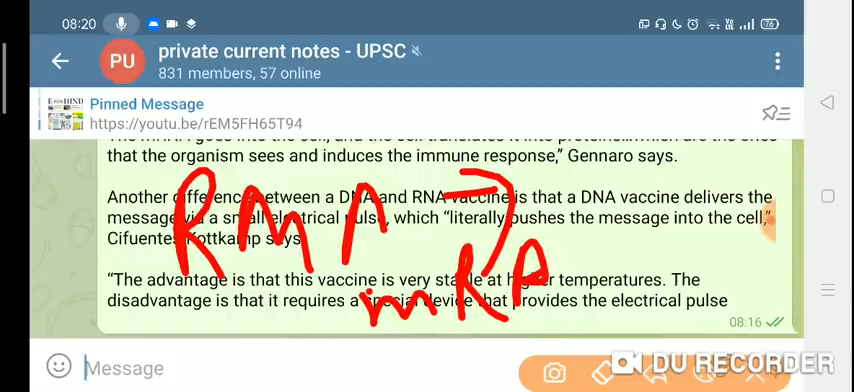 08:20
76
PU
private current notes - UPSC
831 members, 57 online
Pinned Message
https://youtu.be/rEM5FH65T94
that the organism sees and induces the immune response,” Gennaro says.
Another difference between a DNA and RNA vaccine is that a DNA vaccine delivers the
message via a small electrical pulse, which “literally pushes the message into the cell,”
Cifuentes Kottkamp says
“The advantage is that this vaccine is very stable at higher temperatures. The
disadvantage is that it requires a special device that provides the electrical pulse
08:16
RMA
mRA
Message
DU RECORDER